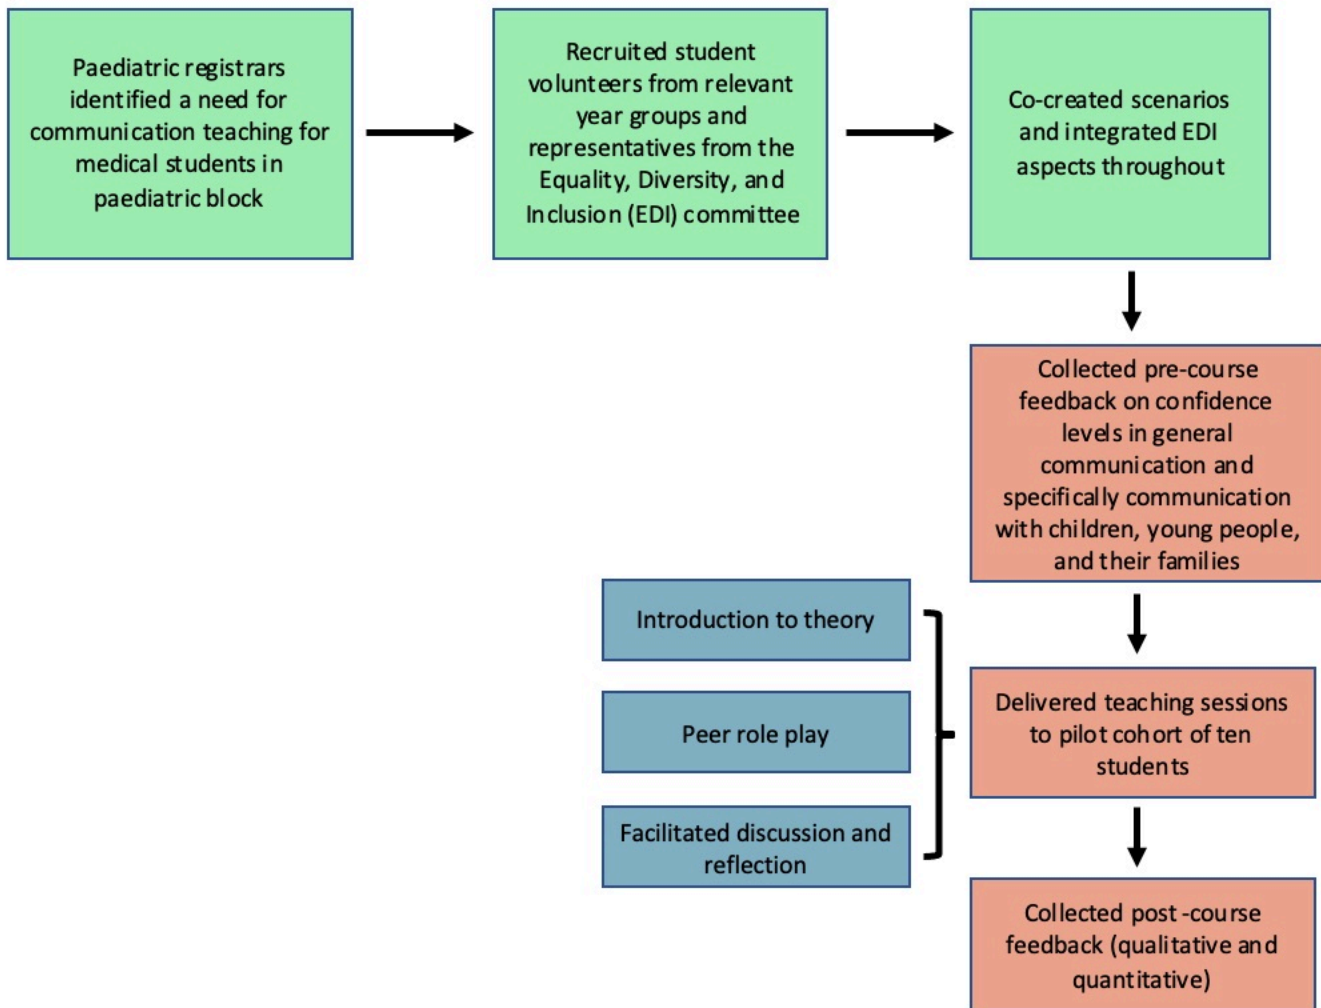 Paediatric registrars
identified a need for
communication teaching for
medical students in
paediatric block
Recruited student
volunteers from relevant
year groups and
representatives from the
Equality, Diversity, and
Inclusion (EDI) committee
Co-created scenarios
and integrated EDI
aspects throughout
Collected pre-course
feedback on confidence
levels in general
communication and
specifically communication
with children, young people,
and their families
Introduction to theory
Peer role play
Facilitated discussion and
reflection
Delivered teaching sessions
to pilot cohort of ten
students
Collected post -course
feedback (qualitative and
quantitative)